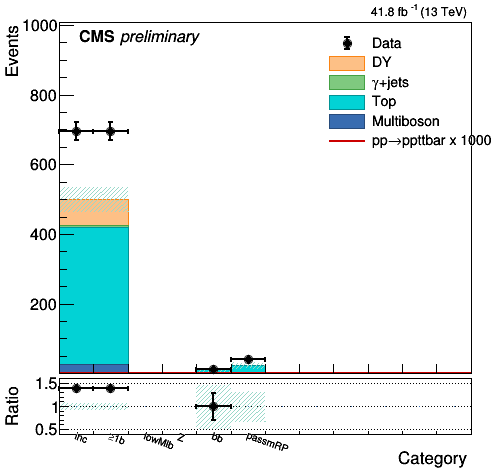 41.8 fb⁻¹ (13 TeV)
CMS preliminary
Events
1000
800
600
400
200
Data
DY
γ+jets
Top
Multiboson
pp→ppttbar x 1000
Ratio
1.5
1
0.5
inc ≥1b lowMlb Z bb passmRP
Category